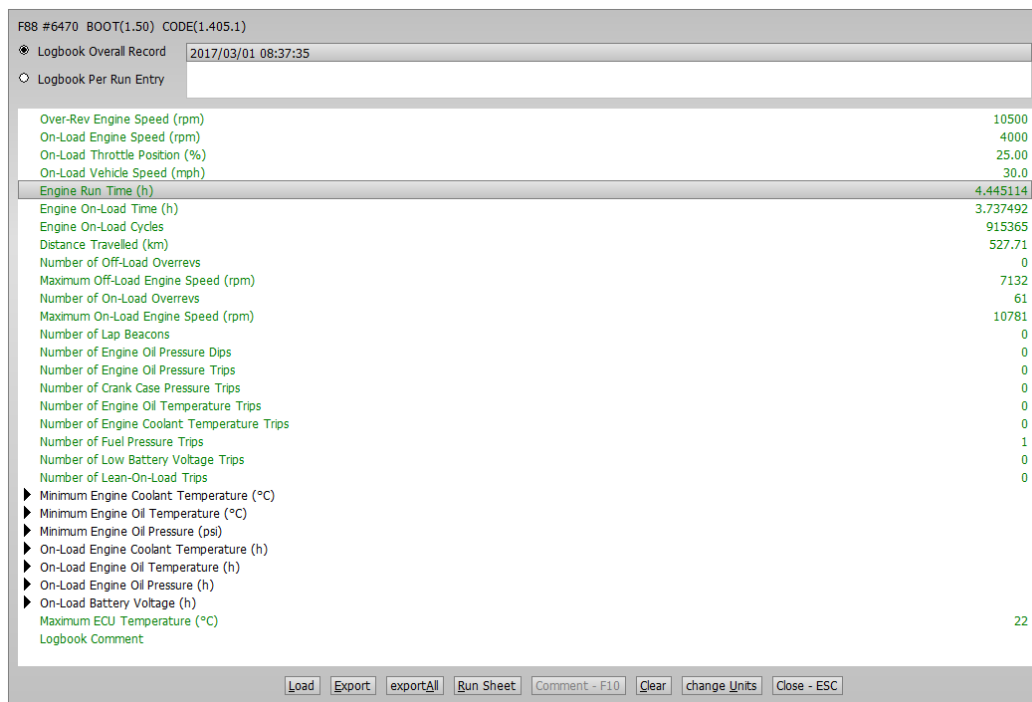 F88 #6470 BOOT(1.50) CODE(1.405.1)
Logbook Overall Record 2017/03/01 08:37:35
Logbook Per Run Entry
Over-Rev Engine Speed (rpm) 10500
On-Load Engine Speed (rpm) 4000
On-Load Throttle Position (%) 25.00
On-Load Vehicle Speed (mph) 30.0
Engine Run Time (h) 4.445114
Engine On-Load Time (h) 3.737492
Engine On-Load Cycles 915365
Distance Travelled (km) 527.71
Number of Off-Load Overrevs 0
Maximum Off-Load Engine Speed (rpm) 7132
Number of On-Load Overrevs 61
Maximum On-Load Engine Speed (rpm) 10781
Number of Lap Beacons 0
Number of Engine Oil Pressure Dips 0
Number of Engine Oil Pressure Trips 0
Number of Crank Case Pressure Trips 0
Number of Engine Oil Temperature Trips 0
Number of Engine Coolant Temperature Trips 0
Number of Fuel Pressure Trips 1
Number of Low Battery Voltage Trips 0
Number of Lean-On-Load Trips 0
Minimum Engine Coolant Temperature (°C)
Minimum Engine Oil Temperature (°C)
Minimum Engine Oil Pressure (psi)
On-Load Engine Coolant Temperature (h)
On-Load Engine Oil Temperature (h)
On-Load Engine Oil Pressure (h)
On-Load Battery Voltage (h)
Maximum ECU Temperature (°C) 22
Logbook Comment
Load Export exportAll Run Sheet Comment - F10 Clear change Units Close - ESC